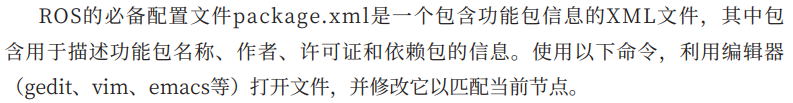 ROS的必备配置文件package.xml是一个包含功能包信息的XML文件，其中包
含用于描述功能包名称、作者、许可证和依赖包的信息。使用以下命令，利用编辑器
（gedit、vim、emacs等）打开文件，并修改它以匹配当前节点。